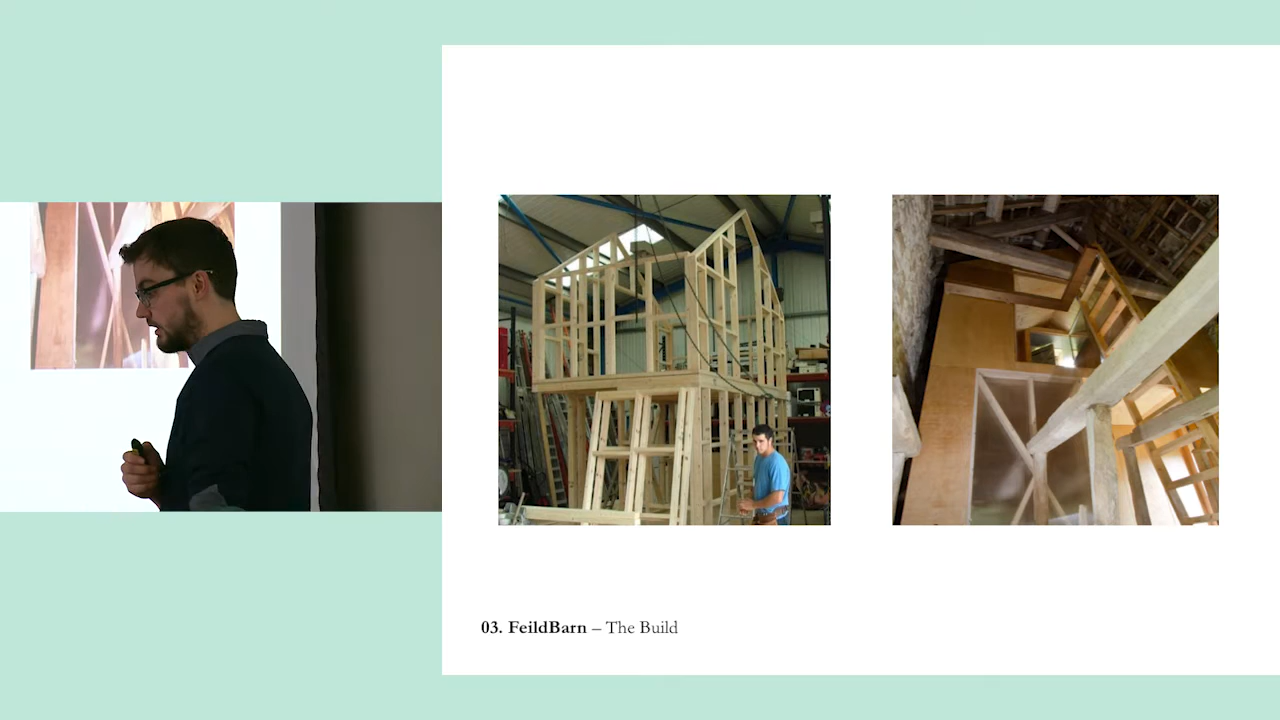 03. FeildBarn – The Build